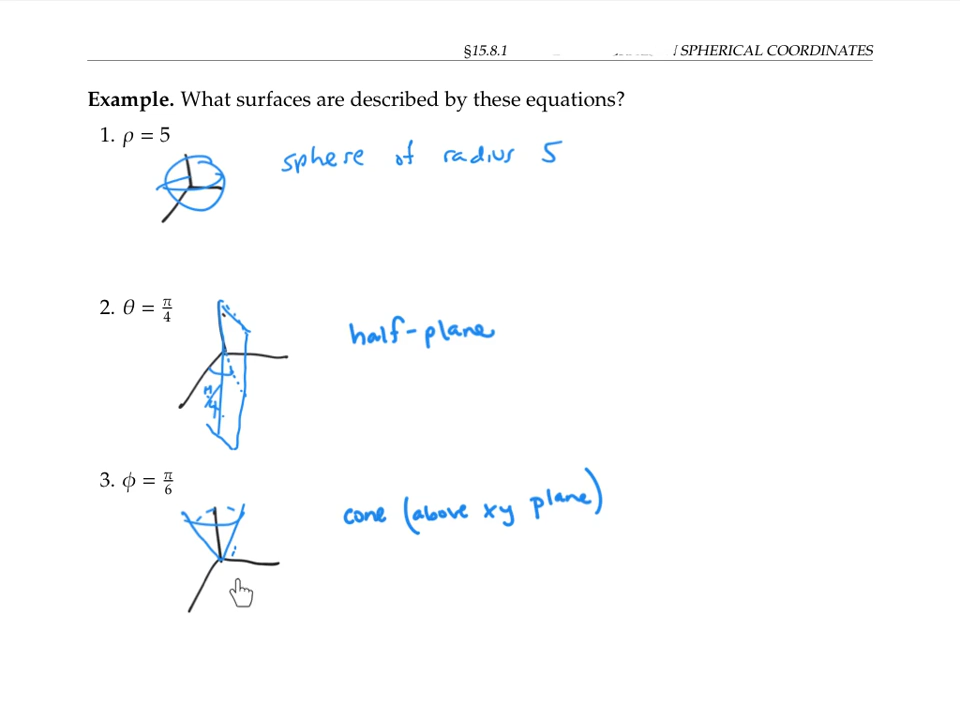 §15.8.1 SPHERICAL COORDINATES
Example. What surfaces are described by these equations?
1. ρ = 5
sphere of radius 5
2. θ = π/4
half-plane
π/4
3. ϕ = π/6
cone (above xy plane)